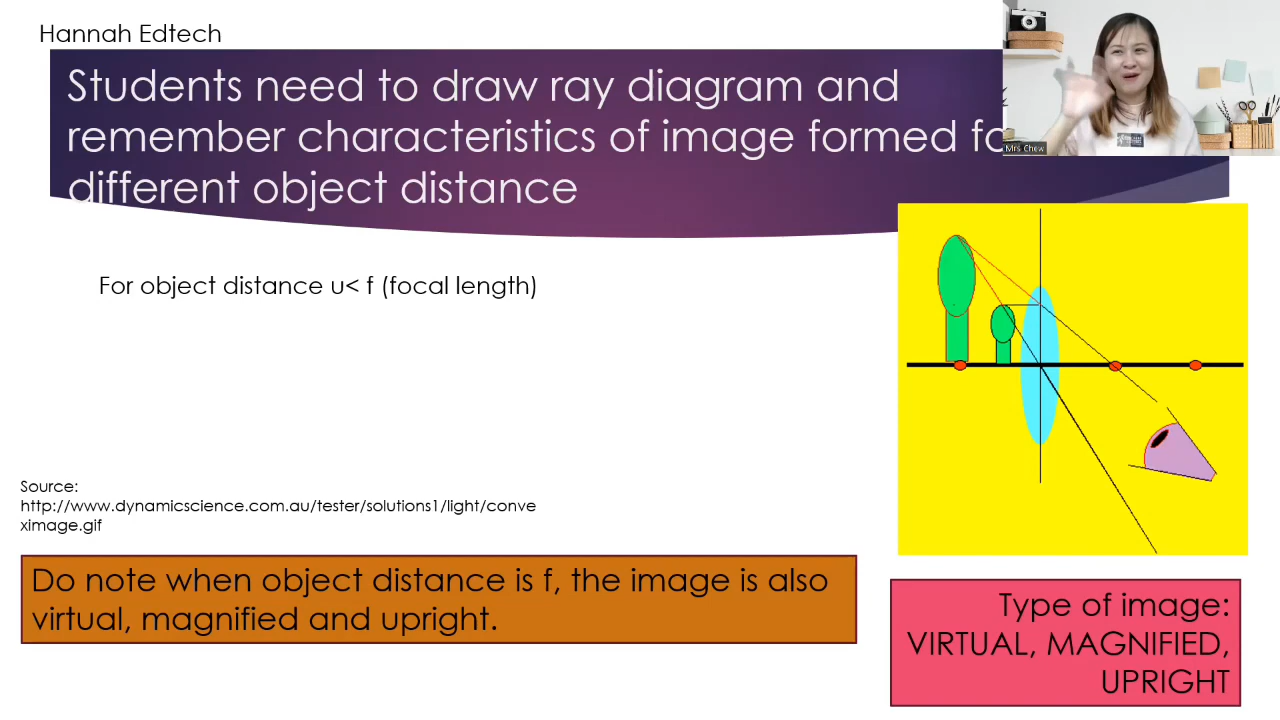 Hannah Edtech
Students need to draw ray diagram and
remember characteristics of image formed
different object distance
Mrs Chew
For object distance u< f (focal length)
Source:
http://www.dynamicscience.com.au/tester/solutions1/light/conve
ximage.gif
Do note when object distance is f, the image is also
virtual, magnified and upright.
Type of image:
VIRTUAL, MAGNIFIED,
UPRIGHT